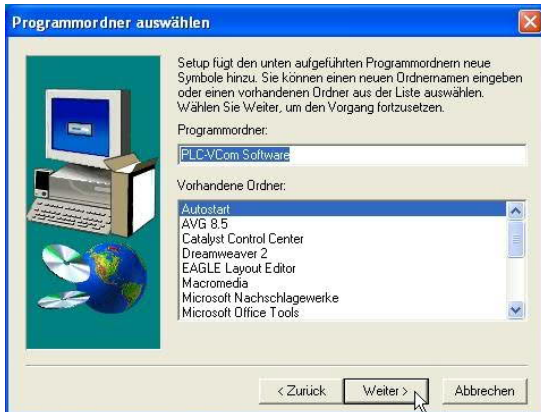 Programmordner auswählen
Setup fügt den unten aufgeführten Programmordnern neue
Symbole hinzu. Sie können einen neuen Ordnernamen eingeben
oder einen vorhandenen Ordner aus der Liste auswählen.
Wählen Sie Weiter, um den Vorgang fortzusetzen.
Programmordner:
PLC-VCom Software
Vorhandene Ordner:
Autostart
AVG 8.5
Catalyst Control Center
Dreamweaver 2
EAGLE Layout Editor
Macromedia
Microsoft Nachschlagewerke
Microsoft Office Tools
< Zurück
Weiter >
Abbrechen